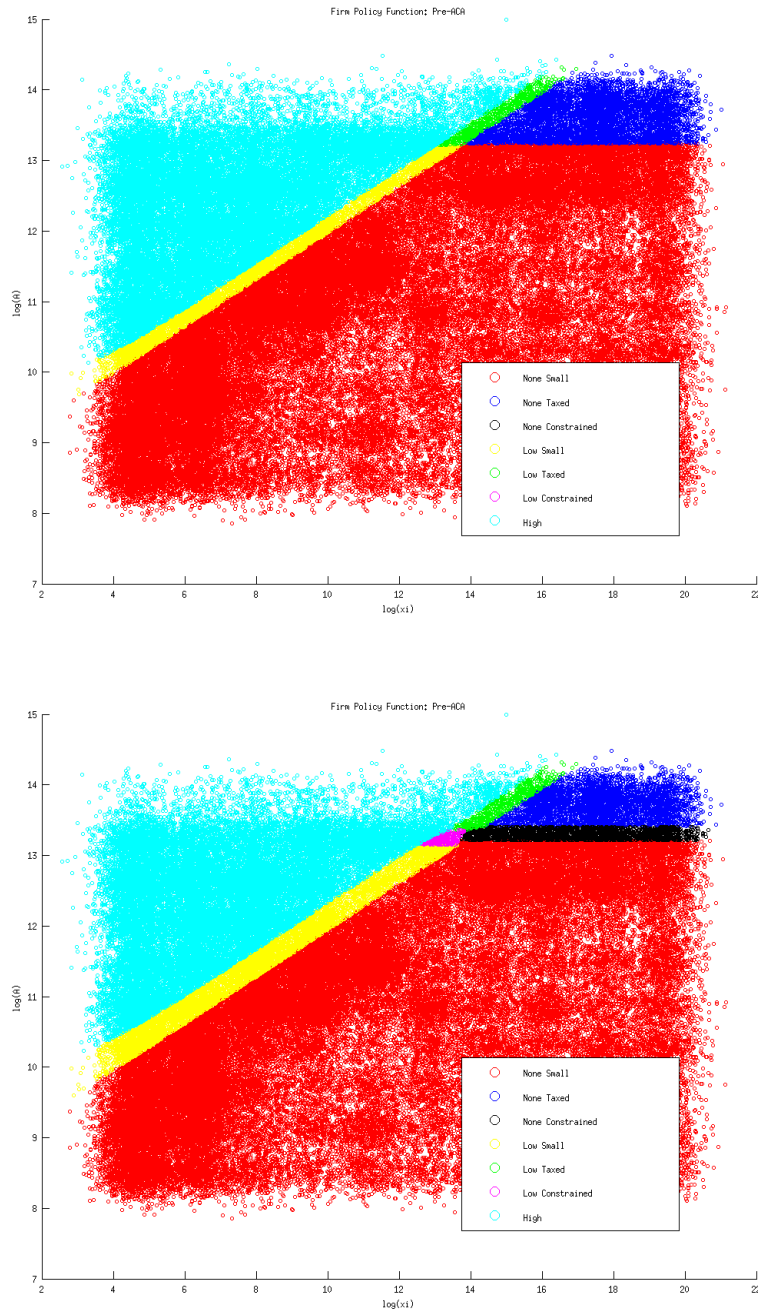 Firm Policy Function: Pre-ACA
15
14
13
12
11
10
9
8
7
log(A)
None Small
None Taxed
None Constrained
Low Small
Low Taxed
Low Constrained
High
2 4 6 8 10 12 14 16 18 20 22
log(xi)
Firm Policy Function: Pre-ACA
15
14
13
12
11
10
9
8
7
log(A)
None Small
None Taxed
None Constrained
Low Small
Low Taxed
Low Constrained
High
2 4 6 8 10 12 14 16 18 20 22
log(xi)